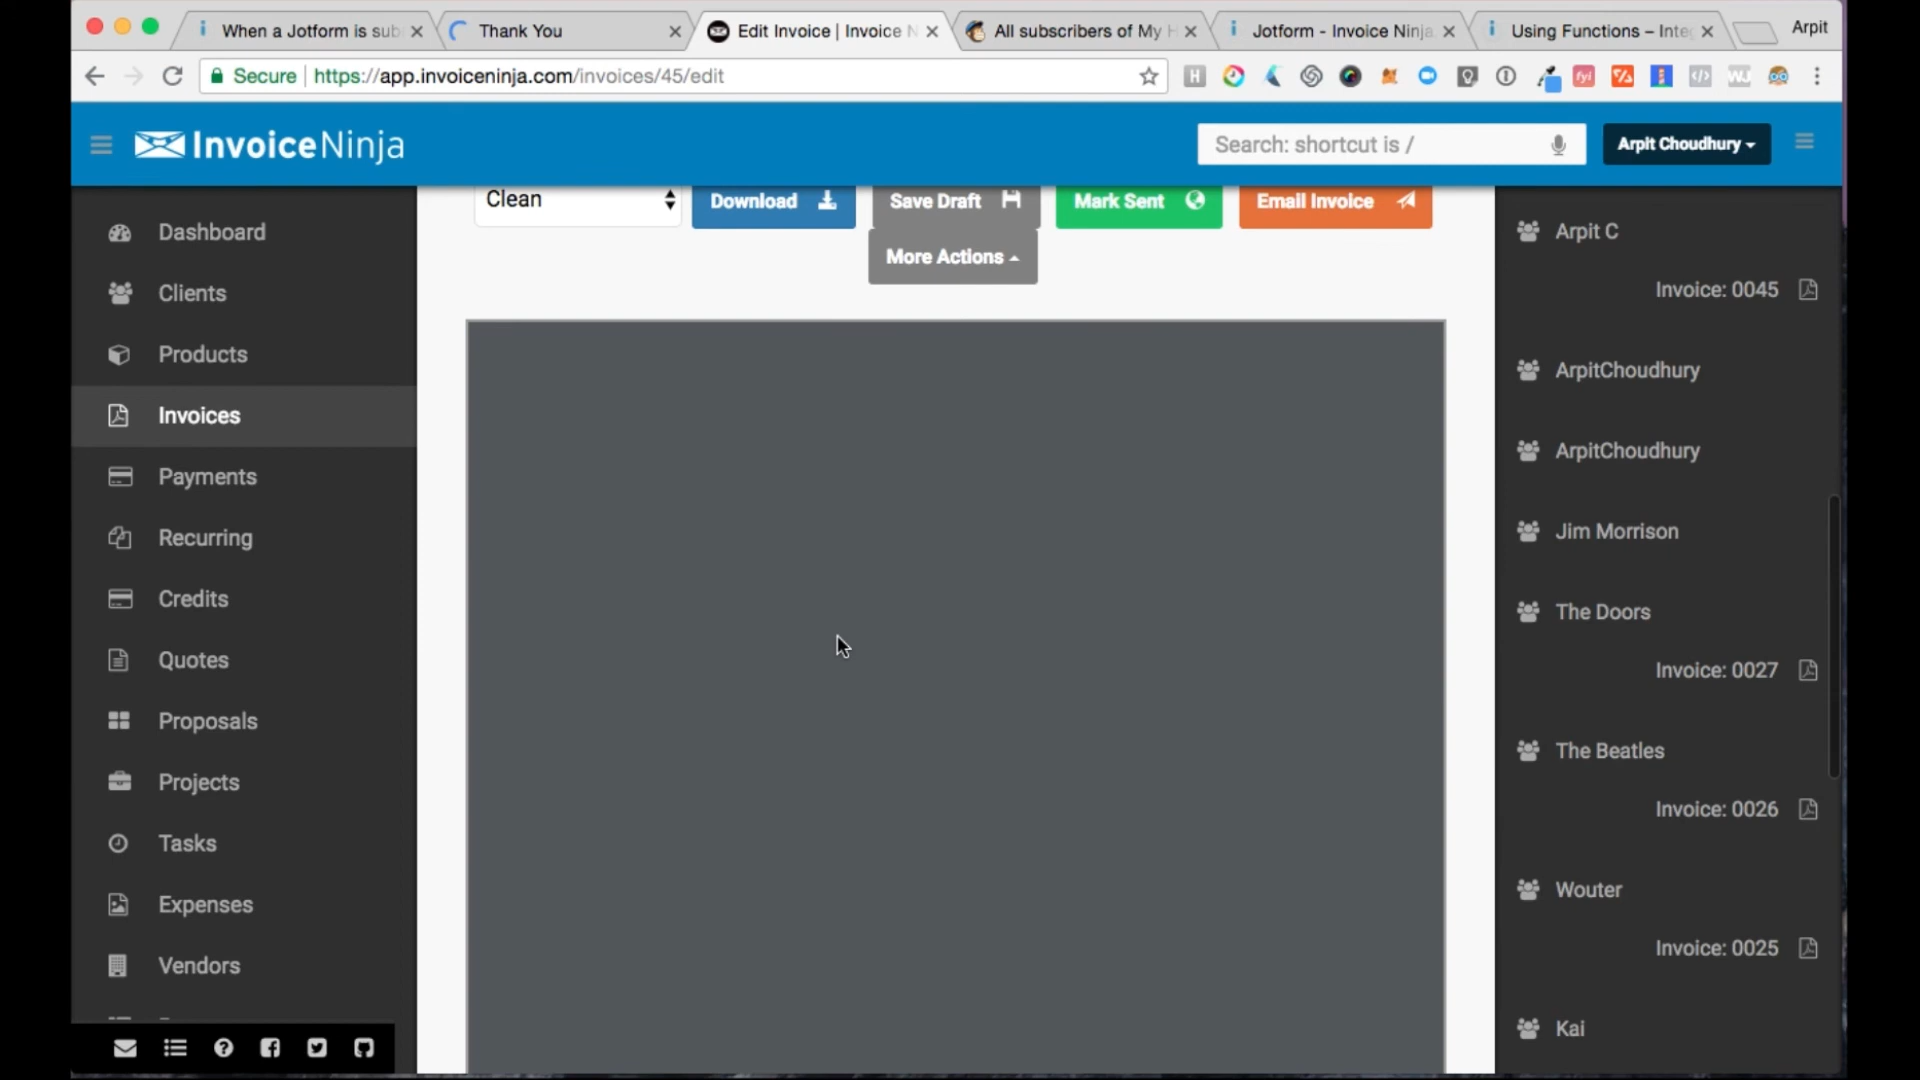 When a Jotform is sub
Thank You
Edit Invoice | Invoice N
All subscribers of My H
Jotform - Invoice Ninja
Using Functions – Integ
Arpit
Secure
https://app.invoiceninja.com/invoices/45/edit
InvoiceNinja
Search: shortcut is /
Arpit Choudhury
Clean
Download
Save Draft
Mark Sent
Email Invoice
More Actions
Dashboard
Clients
Products
Invoices
Payments
Recurring
Credits
Quotes
Proposals
Projects
Tasks
Expenses
Vendors
Arpit C
Invoice: 0045
ArpitChoudhury
ArpitChoudhury
Jim Morrison
The Doors
Invoice: 0027
The Beatles
Invoice: 0026
Wouter
Invoice: 0025
Kai